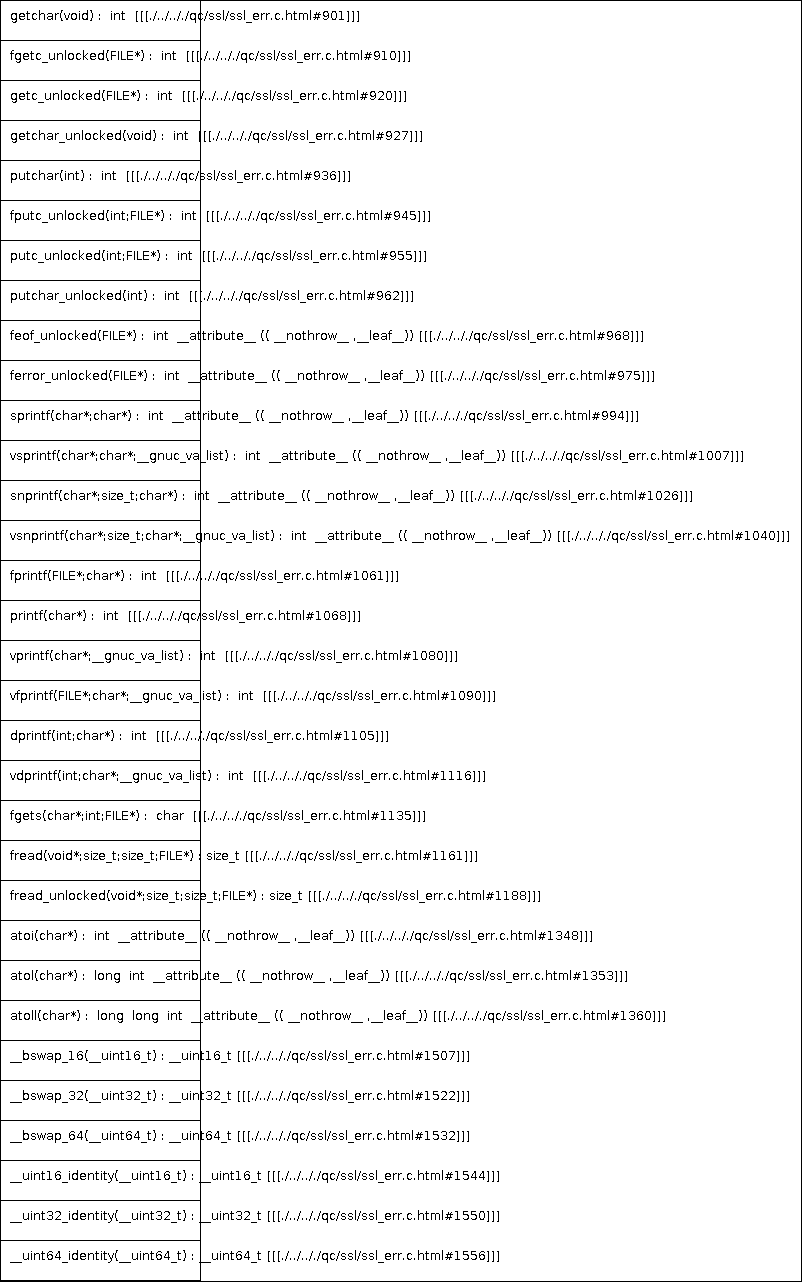 getchar(void) : int [[[./../././qc/ssl/ssl_err.c.html#901]]]
fgetc_unlocked(FILE*) : int [[[./../././qc/ssl/ssl_err.c.html#910]]]
getc_unlocked(FILE*) : int [[[./../././qc/ssl/ssl_err.c.html#920]]]
getchar_unlocked(void) : int [[[./../././qc/ssl/ssl_err.c.html#927]]]
putchar(int) : int [[[./../././qc/ssl/ssl_err.c.html#936]]]
fputc_unlocked(int;FILE*) : int [[[./../././qc/ssl/ssl_err.c.html#945]]]
putc_unlocked(int;FILE*) : int [[[./../././qc/ssl/ssl_err.c.html#955]]]
putchar_unlocked(int) : int [[[./../././qc/ssl/ssl_err.c.html#962]]]
feof_unlocked(FILE*) : int __attribute__ (( __nothrow__ ,__leaf__)) [[[./../././qc/ssl/ssl_err.c.html#968]]]
ferror_unlocked(FILE*) : int __attribute__ (( __nothrow__ ,__leaf__)) [[[./../././qc/ssl/ssl_err.c.html#975]]]
sprintf(char*;char*) : int __attribute__ (( __nothrow__ ,__leaf__)) [[[./../././qc/ssl/ssl_err.c.html#994]]]
vsprintf(char*;char*;__gnuc_va_list) : int __attribute__ (( __nothrow__ ,__leaf__)) [[[./../././qc/ssl/ssl_err.c.html#1007]]]
snprintf(char*;size_t;char*) : int __attribute__ (( __nothrow__ ,__leaf__)) [[[./../././qc/ssl/ssl_err.c.html#1026]]]
vsnprintf(char*;size_t;char*;__gnuc_va_list) : int __attribute__ (( __nothrow__ ,__leaf__)) [[[./../././qc/ssl/ssl_err.c.html#1040]]]
fprintf(FILE*;char*) : int [[[./../././qc/ssl/ssl_err.c.html#1061]]]
printf(char*) : int [[[./../././qc/ssl/ssl_err.c.html#1068]]]
vprintf(char*;__gnuc_va_list) : int [[[./../././qc/ssl/ssl_err.c.html#1080]]]
vfprintf(FILE*;char*;__gnuc_va_list) : int [[[./../././qc/ssl/ssl_err.c.html#1090]]]
dprintf(int;char*) : int [[[./../././qc/ssl/ssl_err.c.html#1105]]]
vdprintf(int;char*;__gnuc_va_list) : int [[[./../././qc/ssl/ssl_err.c.html#1116]]]
fgets(char*;int;FILE*) : char [[[./../././qc/ssl/ssl_err.c.html#1135]]]
fread(void*;size_t;size_t;FILE*) : size_t [[[./../././qc/ssl/ssl_err.c.html#1161]]]
fread_unlocked(void*;size_t;size_t;FILE*) : size_t [[[./../././qc/ssl/ssl_err.c.html#1188]]]
atoi(char*) : int __attribute__ (( __nothrow__ ,__leaf__)) [[[./../././qc/ssl/ssl_err.c.html#1348]]]
atol(char*) : long int __attribute__ (( __nothrow__ ,__leaf__)) [[[./../././qc/ssl/ssl_err.c.html#1353]]]
atoll(char*) : long long int __attribute__ (( __nothrow__ ,__leaf__)) [[[./../././qc/ssl/ssl_err.c.html#1360]]]
__bswap_16(__uint16_t) : __uint16_t [[[./../././qc/ssl/ssl_err.c.html#1507]]]
__bswap_32(__uint32_t) : __uint32_t [[[./../././qc/ssl/ssl_err.c.html#1522]]]
__bswap_64(__uint64_t) : __uint64_t [[[./../././qc/ssl/ssl_err.c.html#1532]]]
__uint16_identity(__uint16_t) : __uint16_t [[[./../././qc/ssl/ssl_err.c.html#1544]]]
__uint32_identity(__uint32_t) : __uint32_t [[[./../././qc/ssl/ssl_err.c.html#1550]]]
__uint64_identity(__uint64_t) : __uint64_t [[[./../././qc/ssl/ssl_err.c.html#1556]]]